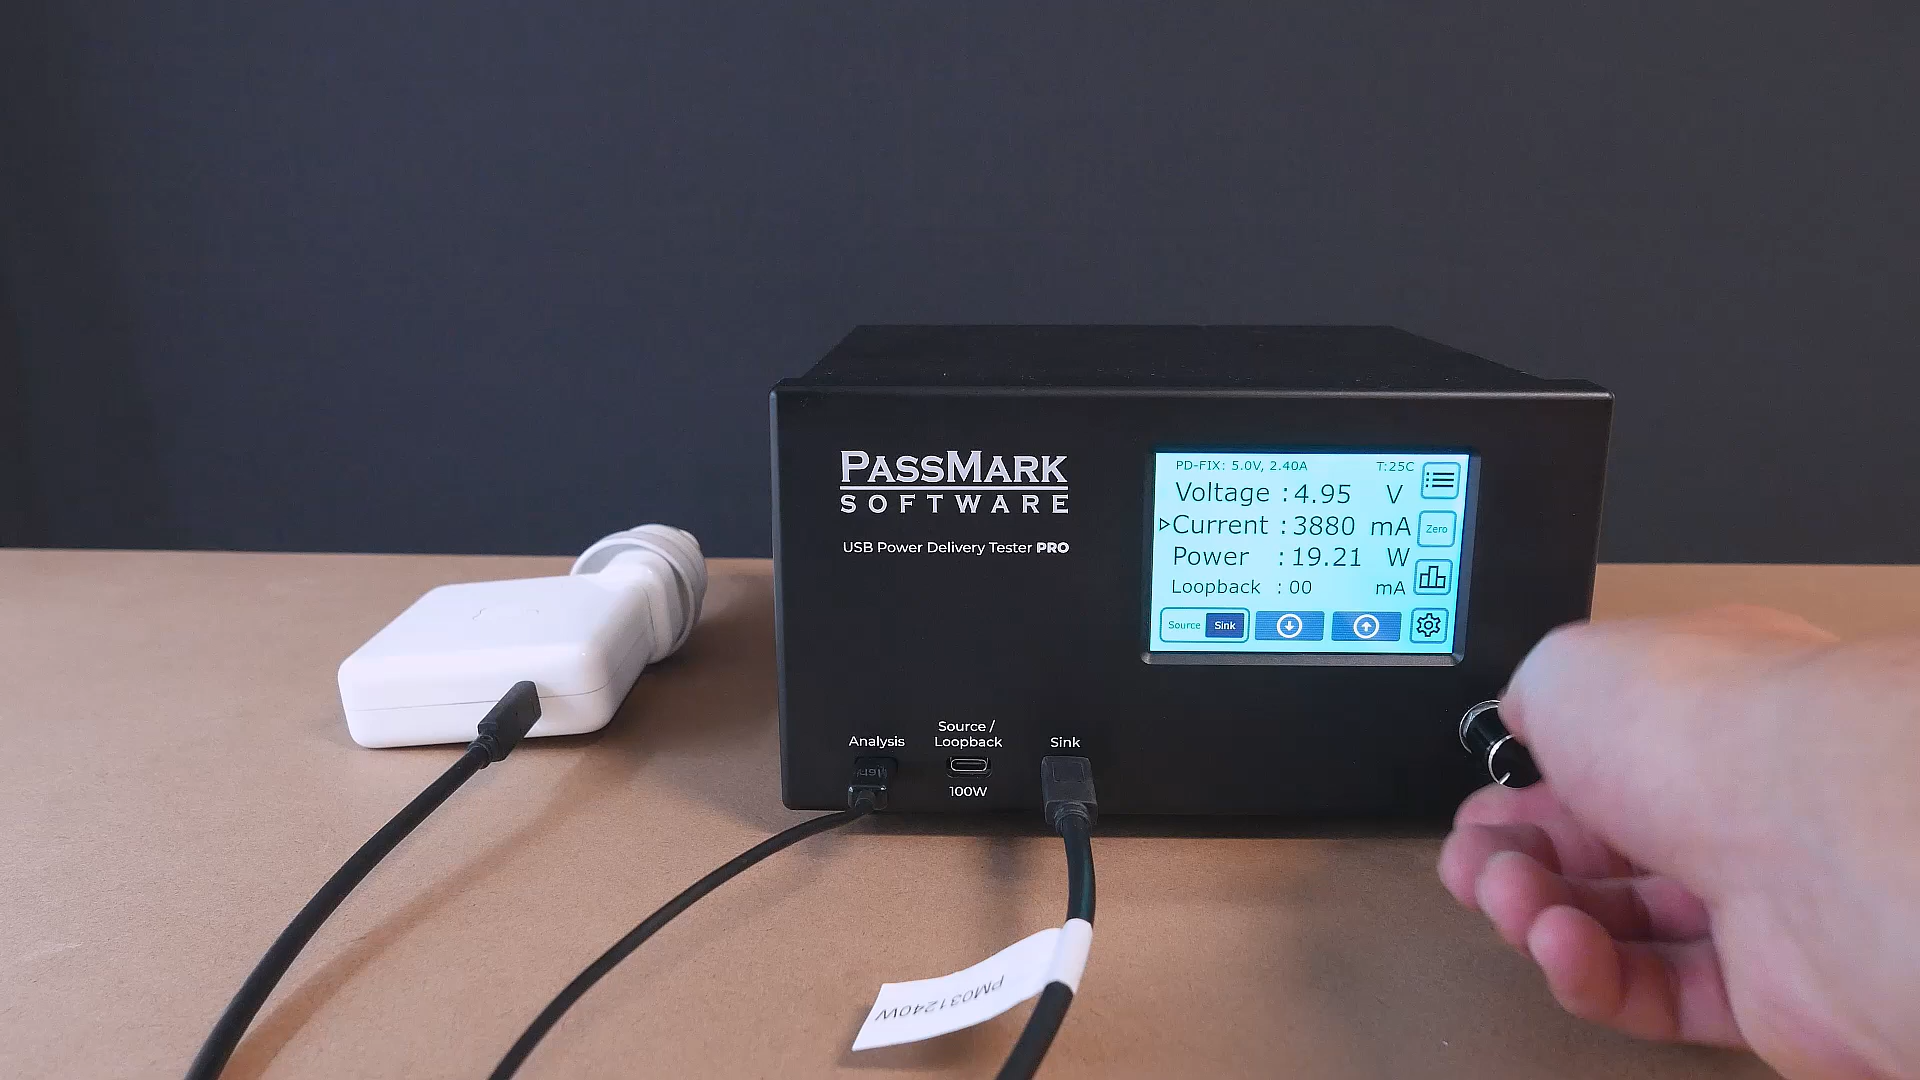 PASSMARK
SOFTWARE
USB Power Delivery Tester PRO
PD-FIX: 5.0V, 2.40A T:25C
Voltage : 4.95 V
Current : 3880 mA
Zero
Power : 19.21 W
Loopback : 00 mA
Source Sink
Analysis
Source /
Loopback
100W
Sink
PM031240W